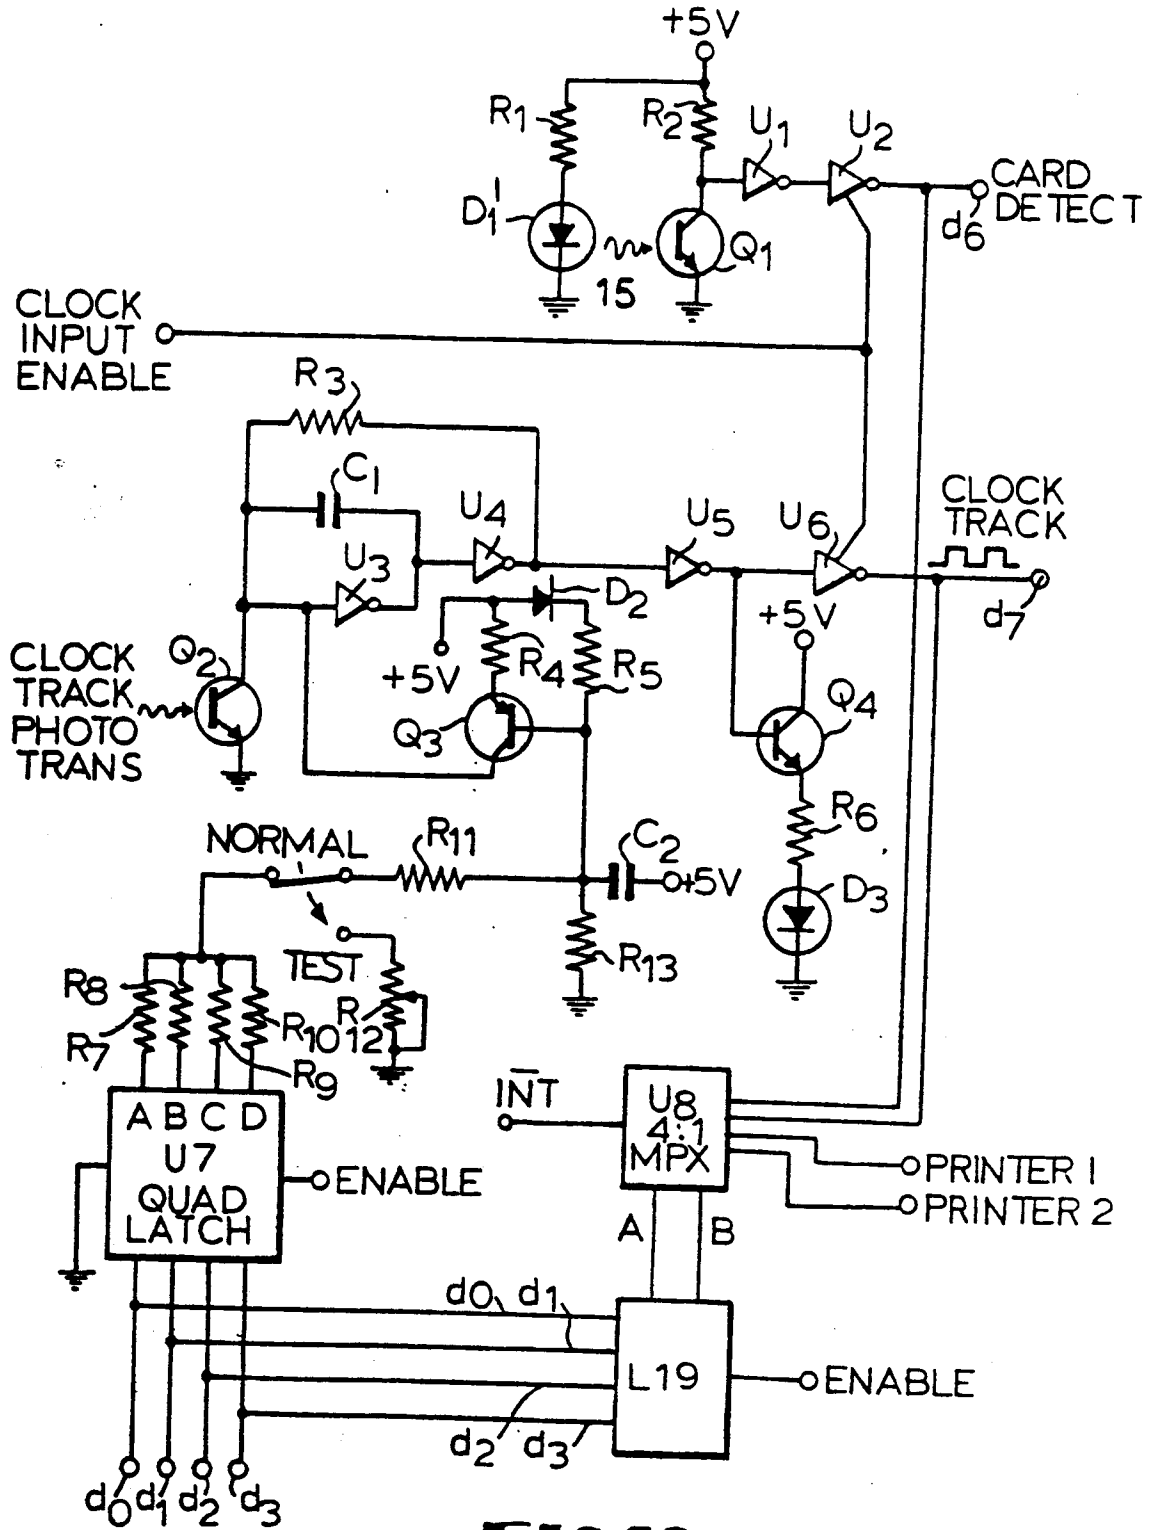 +5V
R1
R2
U1
U2
CARD
DETECT
d6
D1'
Q1
15
CLOCK
INPUT
ENABLE
R3
C1
U4
U3
U5
U6
CLOCK
TRACK
d7
D2
+5V
R4
R5
+5V
CLOCK
TRACK
PHOTO
TRANS
Q2
Q3
Q4
R6
D3
NORMAL
R11
C2
+5V
TEST
R13
R8
R7
R10
R12
R9
A B C D
U7
QUAD
LATCH
ENABLE
INT
U8
4:1
MPX
PRINTER 1
PRINTER 2
A
B
d0
d1
L19
ENABLE
d2
d3
d0 d1 d2 d3